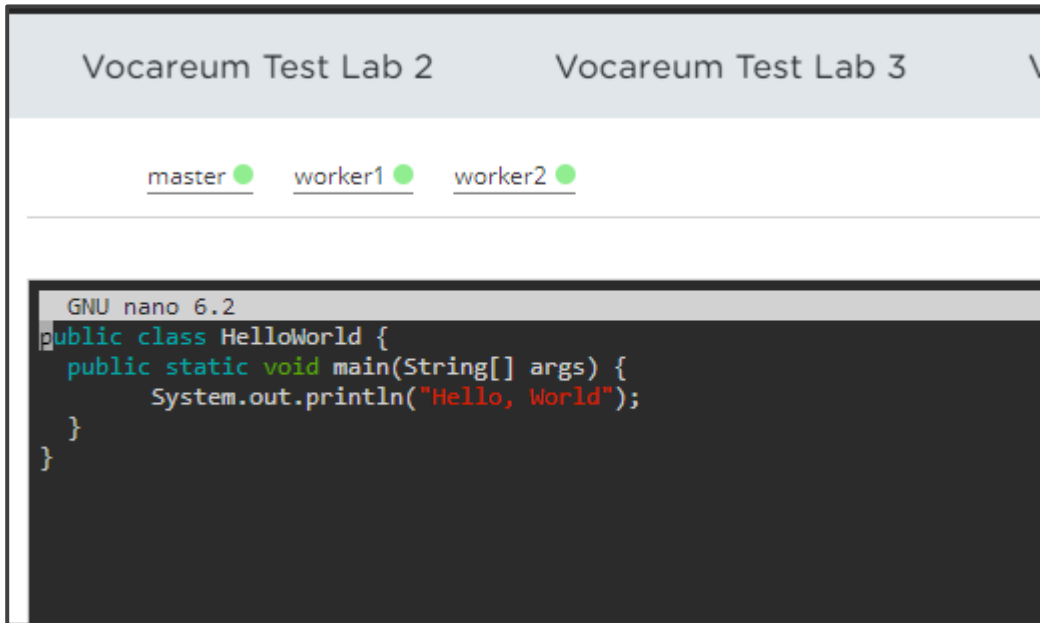 Vocareum Test Lab 2 Vocareum Test Lab 3
master worker1 worker2
GNU nano 6.2
public class HelloWorld {
  public static void main(String[] args) {
        System.out.println("Hello, World");
  }
}